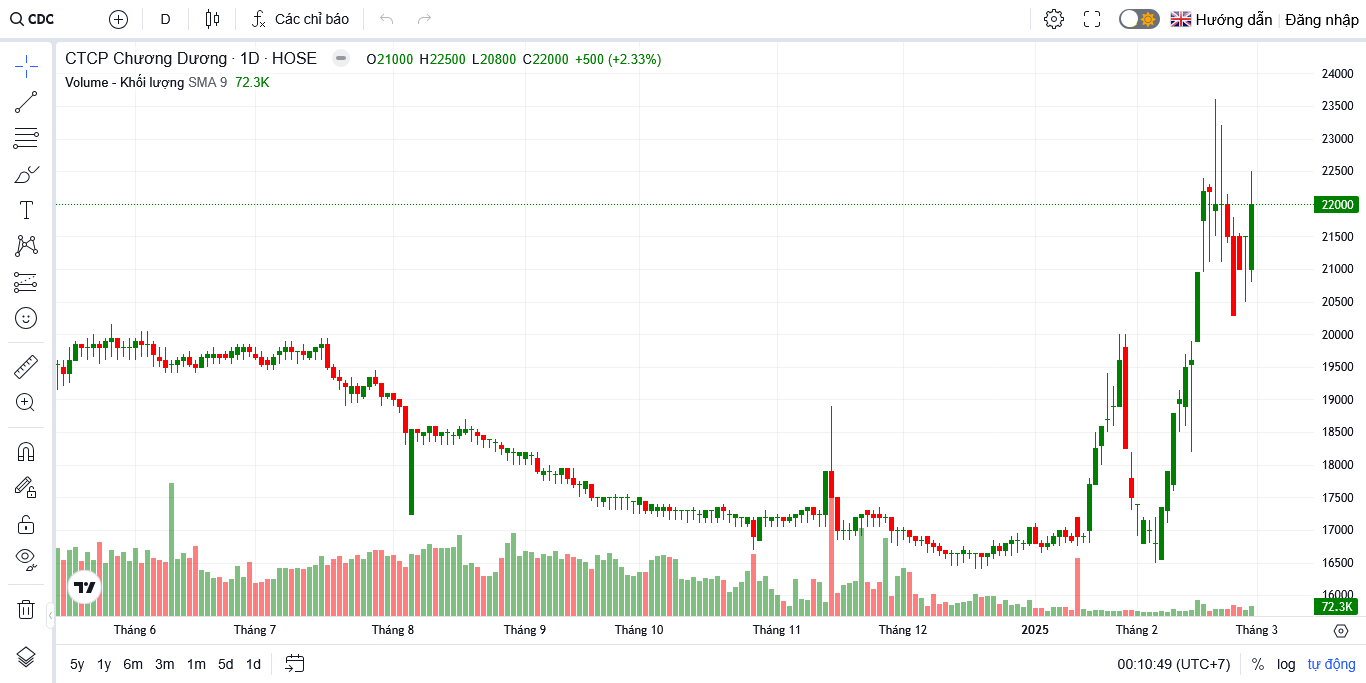 CDC D Các chỉ báo Hướng dẫn Đăng nhập
CTCP Chương Dương · 1D · HOSE O21000 H22500 L20800 C22000 +500 (+2.33%)
Volume - Khối lượng SMA 9 72.3K
24000
23500
23000
22500
22000
21500
21000
20500
20000
19500
19000
18500
18000
17500
17000
16500
16000
72.3K
Tháng 6 Tháng 7 Tháng 8 Tháng 9 Tháng 10 Tháng 11 Tháng 12 2025 Tháng 2 Tháng 3
5y 1y 6m 3m 1m 5d 1d 00:10:49 (UTC+7) % log tự động